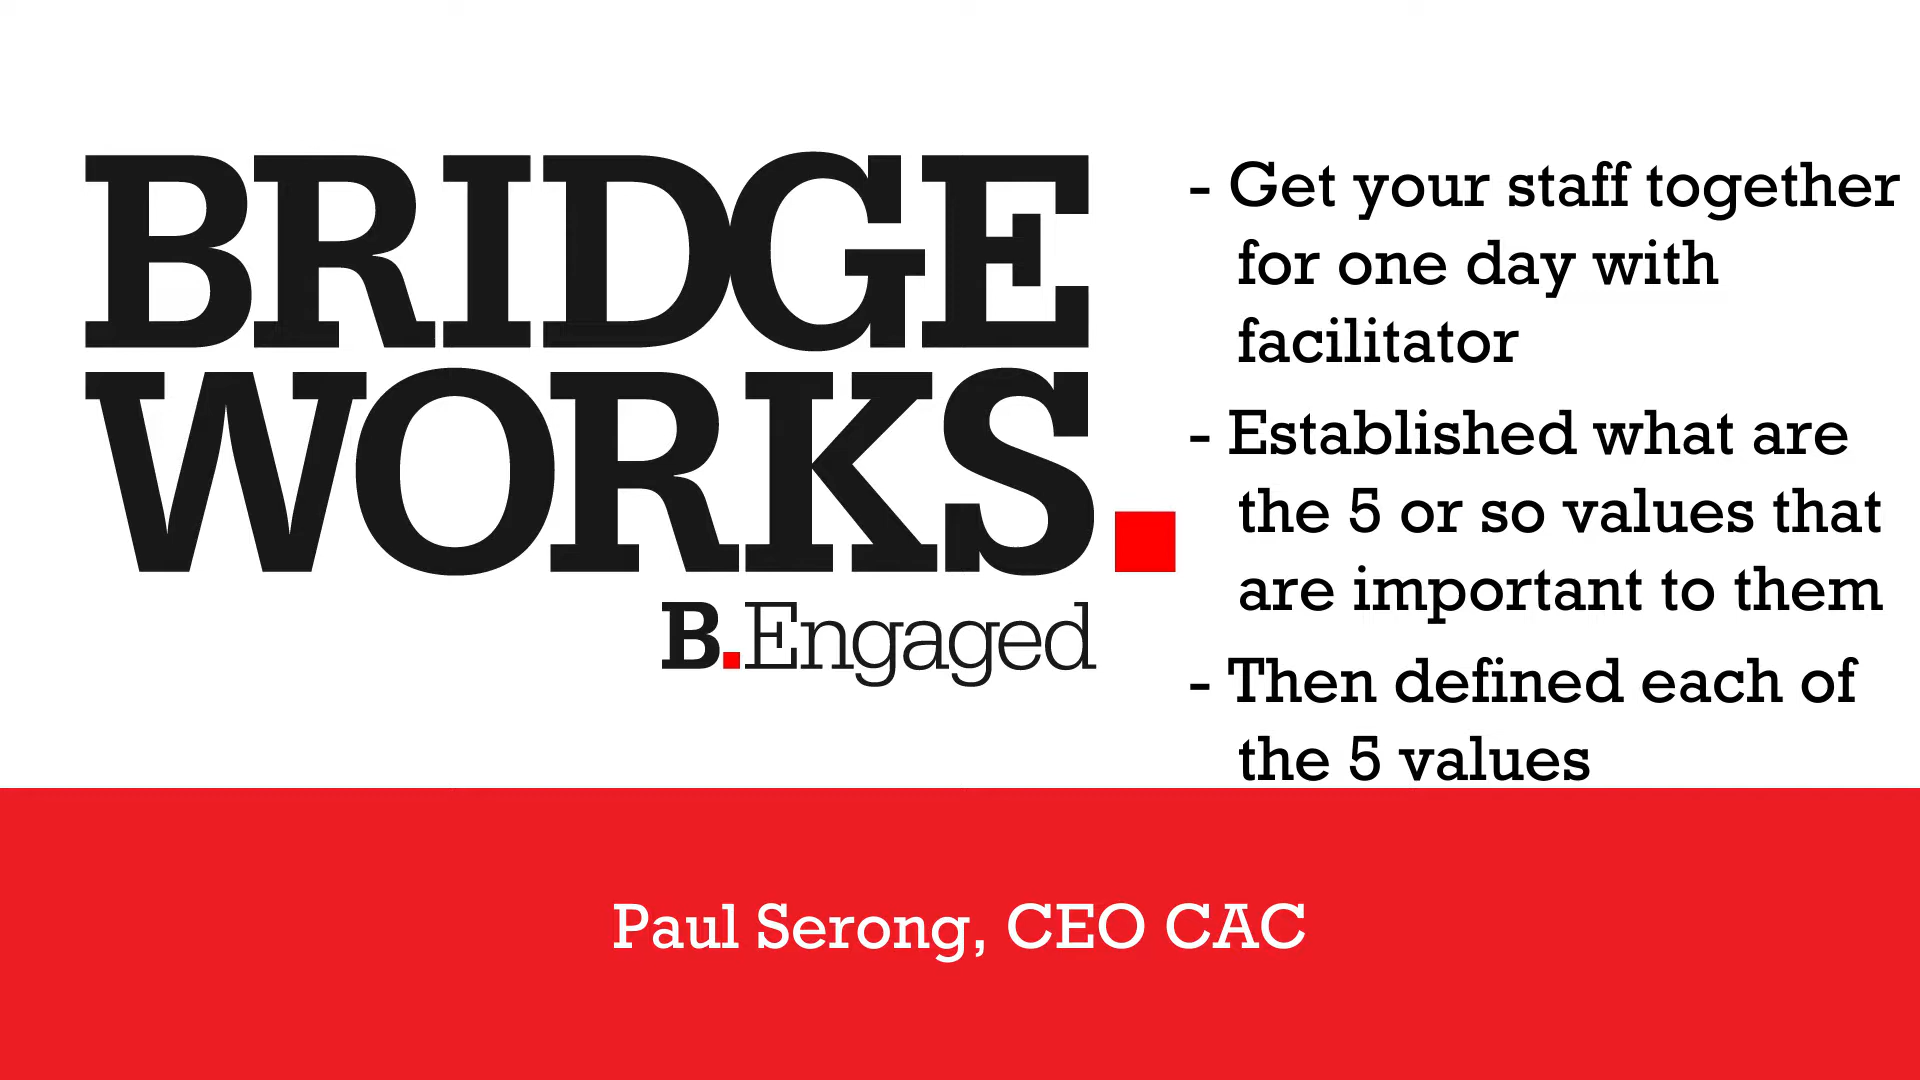 BRIDGE
WORKS.
B.Engaged
- Get your staff together
for one day with
facilitator
- Established what are
the 5 or so values that
are important to them
- Then defined each of
the 5 values
Paul Serong, CEO CAC